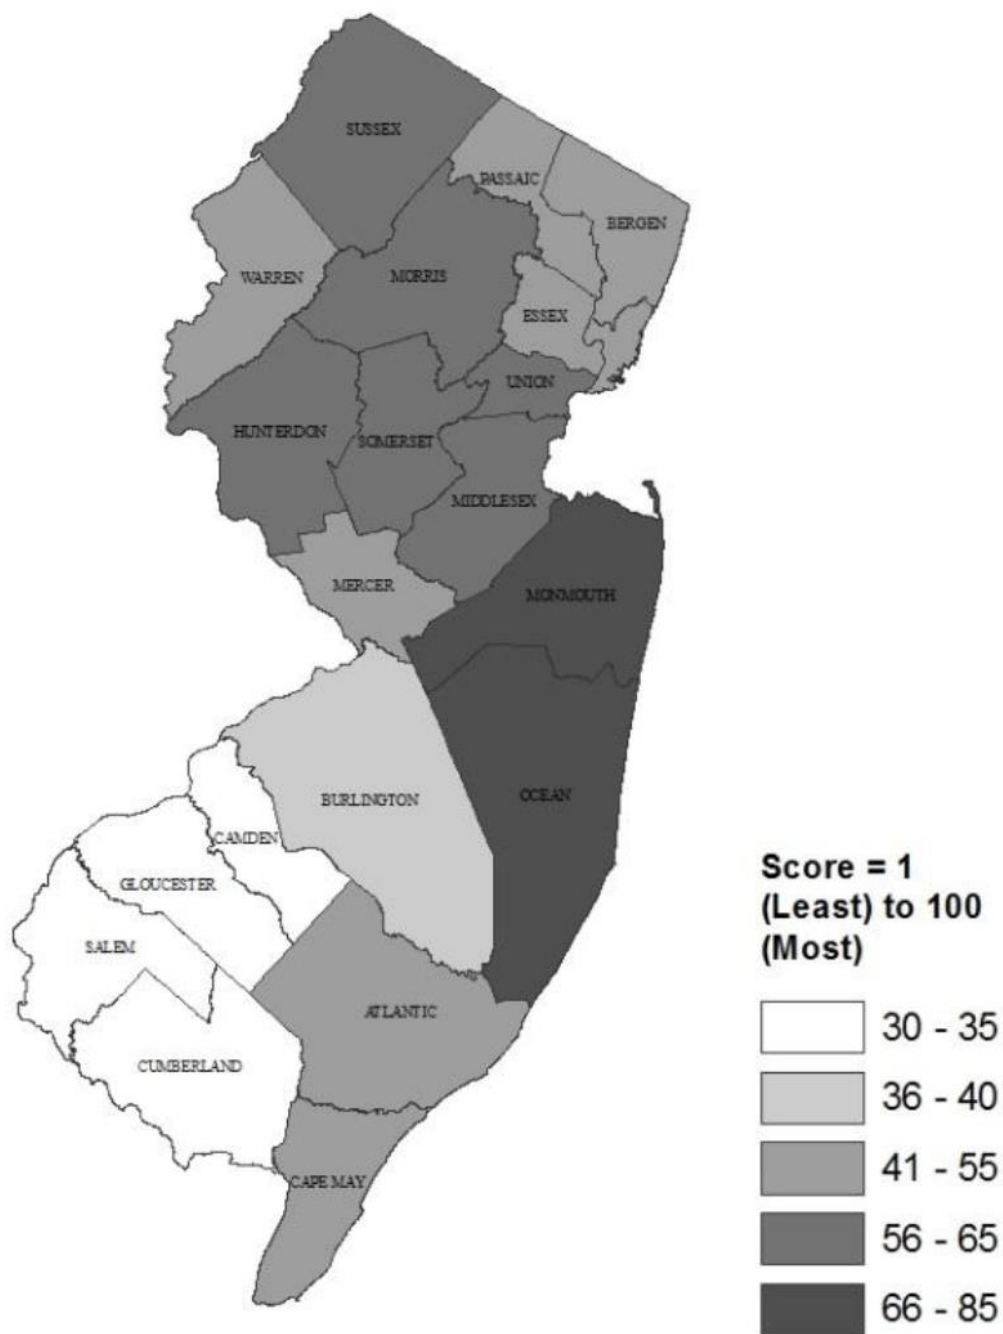 SUSSEX
PASSAIC
BERGEN
WARREN
MORRIS
ESSEX
UNION
HUNTERDON
SOMERSET
MIDDLESEX
MERCER
MONMOUTH
BURLINGTON
OCEAN
CAMDEN
GLOUCESTER
SALEM
ATLANTIC
CUMBERLAND
CAPE MAY
Score = 1
(Least) to 100
(Most)
30 - 35
36 - 40
41 - 55
56 - 65
66 - 85